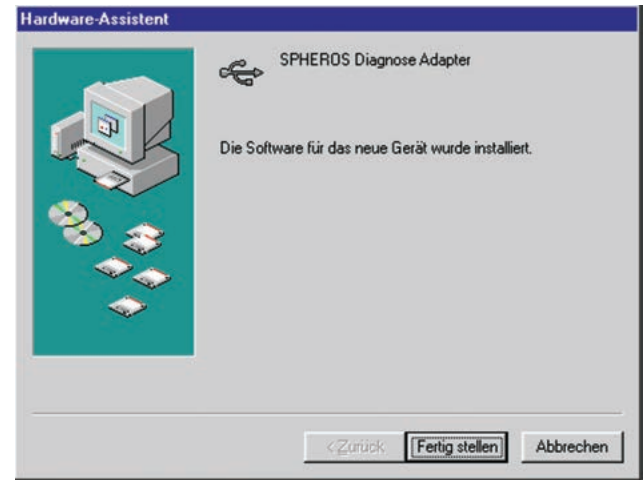 Hardware-Assistent
SPHEROS Diagnose Adapter
Die Software für das neue Gerät wurde installiert.
< Zurück
Fertig stellen
Abbrechen